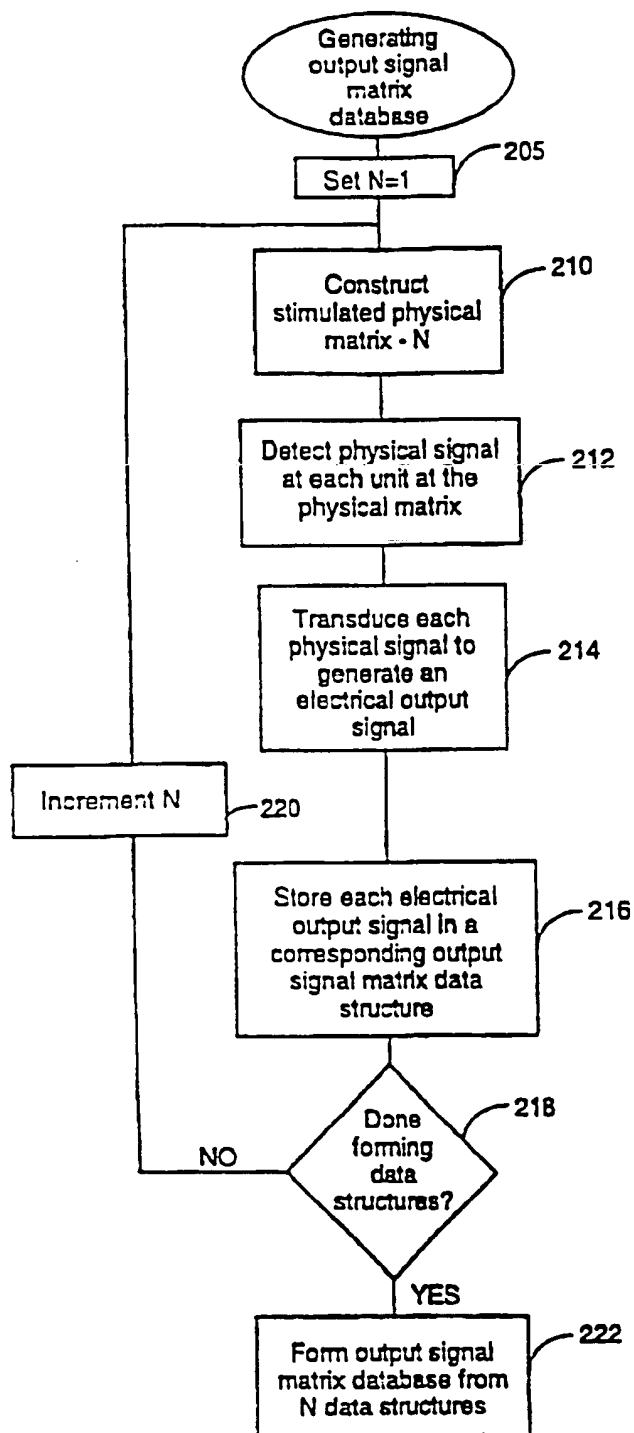 Generating
output signal
matrix
database
205
Set N=1
210
Construct
stimulated physical
matrix - N
Detect physical signal
at each unit at the
physical matrix
212
Transduce each
physical signal to
generate an
electrical output
signal
214
Increment N
220
Store each electrical
output signal in a
corresponding output
signal matrix data
structure
216
Done
forming
data
structures?
218
NO
YES
Form output signal
matrix database from
N data structures
222